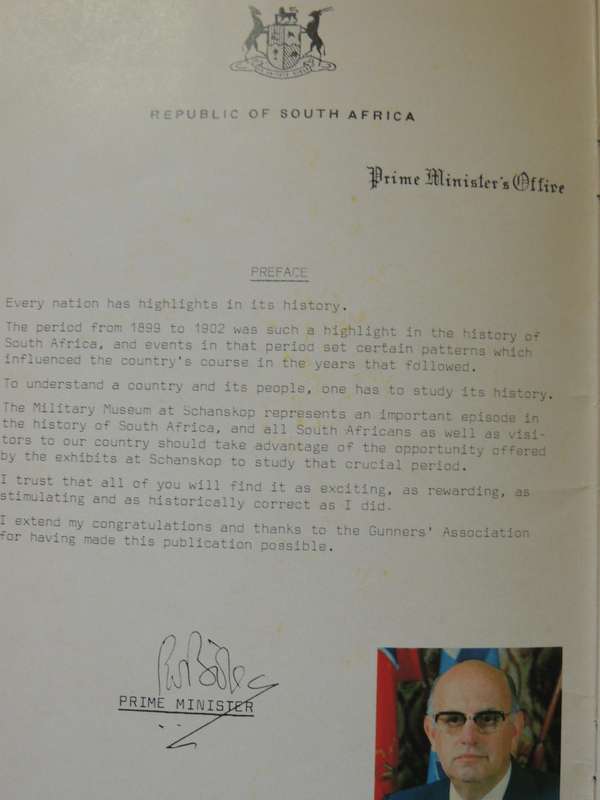 REPUBLIC OF SOUTH AFRICA
Prime Minister's Office
PREFACE
Every nation has highlights in its history.
The period from 1899 to 1902 was such a highlight in the history of
South Africa, and events in that period set certain patterns which
influenced the country's course in the years that followed.
To understand a country and its people, one has to study its history.
The Military Museum at Schanskop represents an important episode in
the history of South Africa, and all South Africans as well as visi-
tors to our country should take advantage of the opportunity offered
by the exhibits at Schanskop to study that crucial period.
I trust that all of you will find it as exciting, as rewarding, as
stimulating and as historically correct as I did.
I extend my congratulations and thanks to the Gunners' Association
for having made this publication possible.
PRIME MINISTER